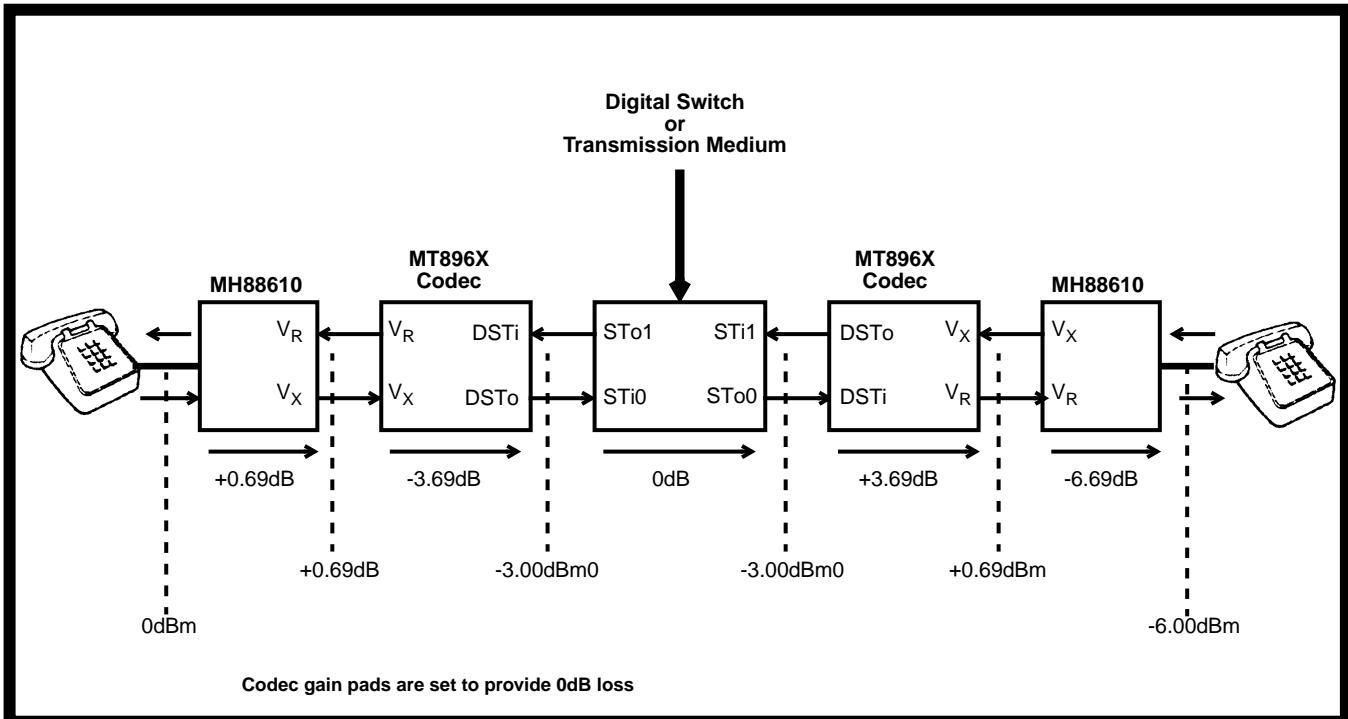 Digital Switch
or
Transmission Medium
MH88610
MT896X
Codec
MT896X
Codec
MH88610
VR
VR
DSTi
STo1
STi1
DSTo
VX
VX
VX
VX
DSTo
STi0
STo0
DSTi
VR
VR
+0.69dB
-3.69dB
0dB
+3.69dB
-6.69dB
+0.69dB
-3.00dBm0
-3.00dBm0
+0.69dBm
0dBm
-6.00dBm
Codec gain pads are set to provide 0dB loss